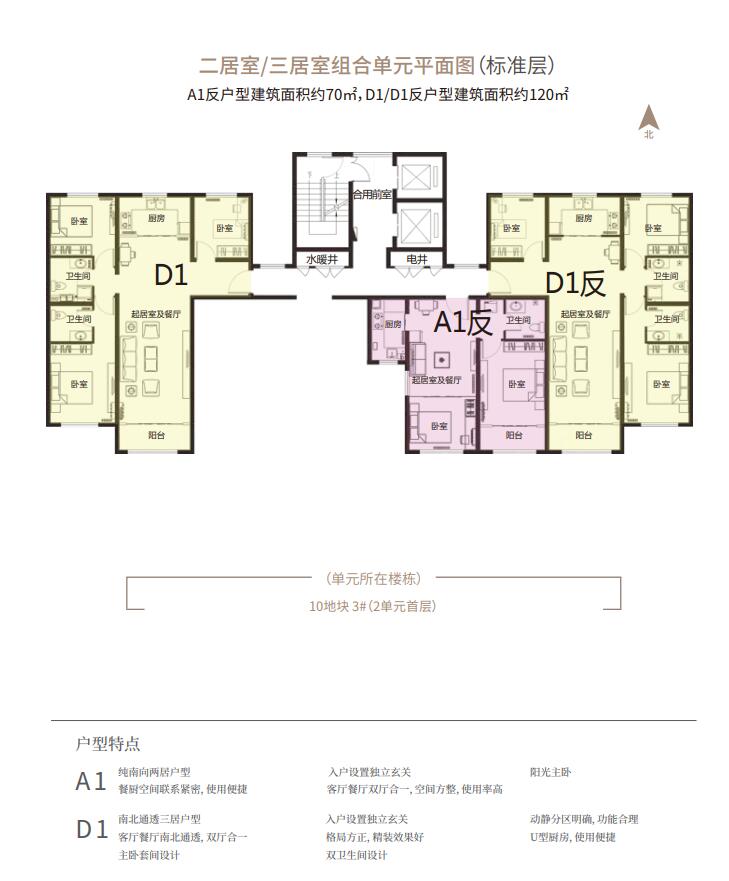 二居室/三居室组合单元平面图(标准层)
A1反户型建筑面积约70㎡, D1/D1反户型建筑面积约120㎡
北
合用前室
水暖井
电井
卧室
厨房
卧室
卫生间
D1
卫生间
起居室及餐厅
卧室
阳台
厨房
A1反
卫生间
起居室及餐厅
卧室
卧室
阳台
卧室
厨房
卧室
D1反
卫生间
起居室及餐厅
卫生间
卧室
阳台
(单元所在楼栋)
10地块 3#(2单元首层)
户型特点
A1
纯南向两居户型
入户设置独立玄关
阳光主卧
餐厨空间联系紧密, 使用便捷
客厅餐厅双厅合一, 空间方整, 使用率高
D1
南北通透三居户型
入户设置独立玄关
动静分区明确, 功能合理
客厅餐厅南北通透, 双厅合一
格局方正, 精装效果好
U型厨房, 使用便捷
主卧套间设计
双卫生间设计